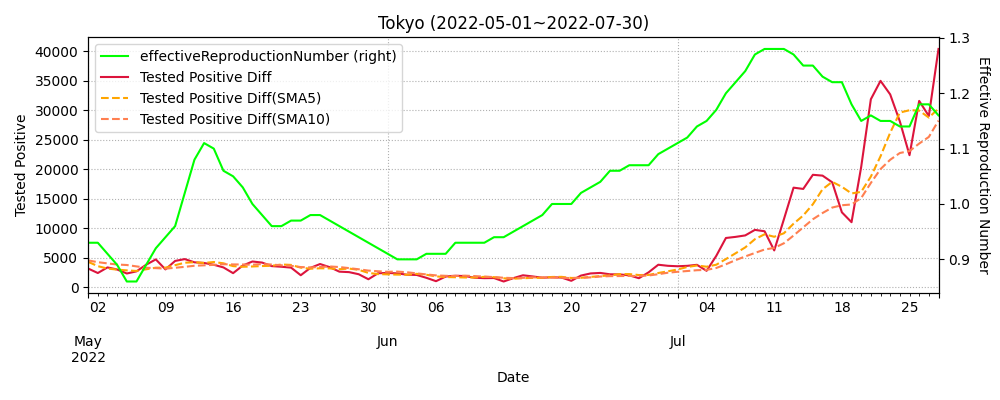 Tokyo (2022-05-01~2022-07-30)
effectiveReproductionNumber (right)
Tested Positive Diff
Tested Positive Diff(SMA5)
Tested Positive Diff(SMA10)
Tested Positive
40000
35000
30000
25000
20000
15000
10000
5000
0
1.3
1.2
1.1
1.0
0.9
Effective Reproduction Number
02 09 16 23 30 06 13 20 27 04 11 18 25
May Jun Jul
2022
Date